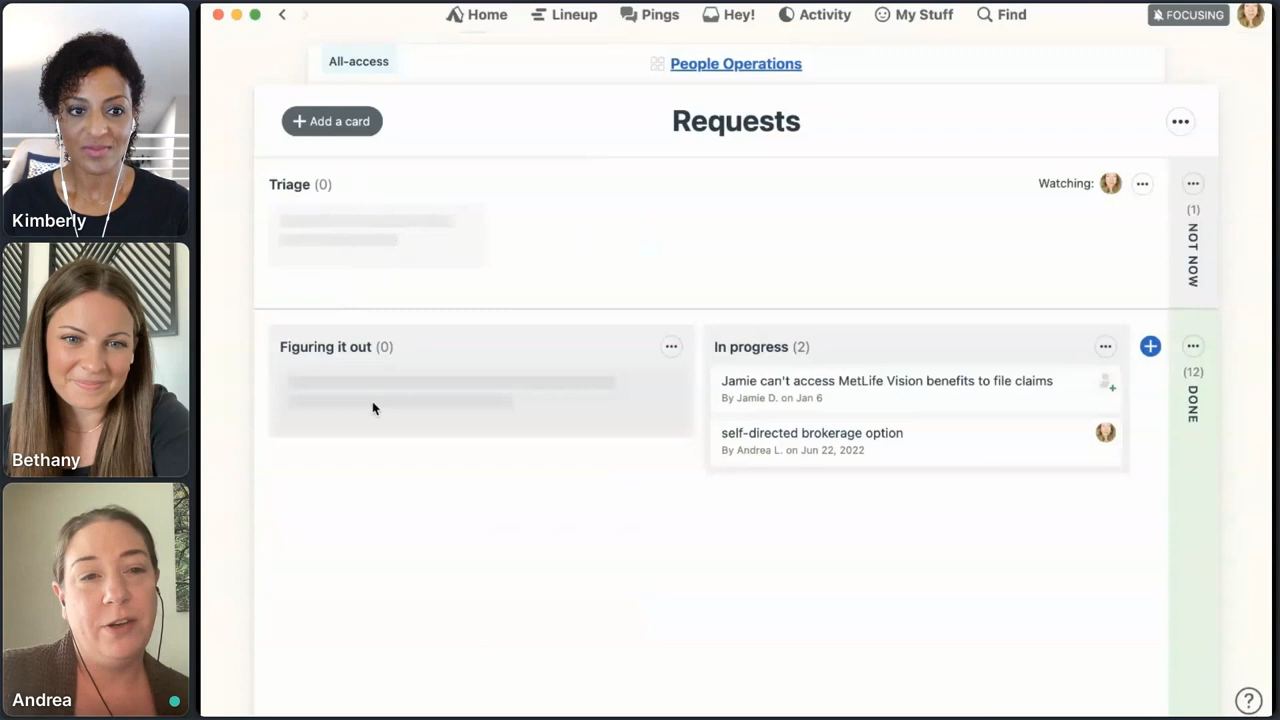 Home
Lineup
Pings
Hey!
Activity
My Stuff
Find
FOCUSING
All-access
People Operations
+ Add a card
Requests
Triage (0)
Watching:
(1)
NOT NOW
Figuring it out (0)
In progress (2)
Jamie can't access MetLife Vision benefits to file claims
By Jamie D. on Jan 6
self-directed brokerage option
By Andrea L. on Jun 22, 2022
(12)
DONE
Kimberly
Bethany
Andrea
?